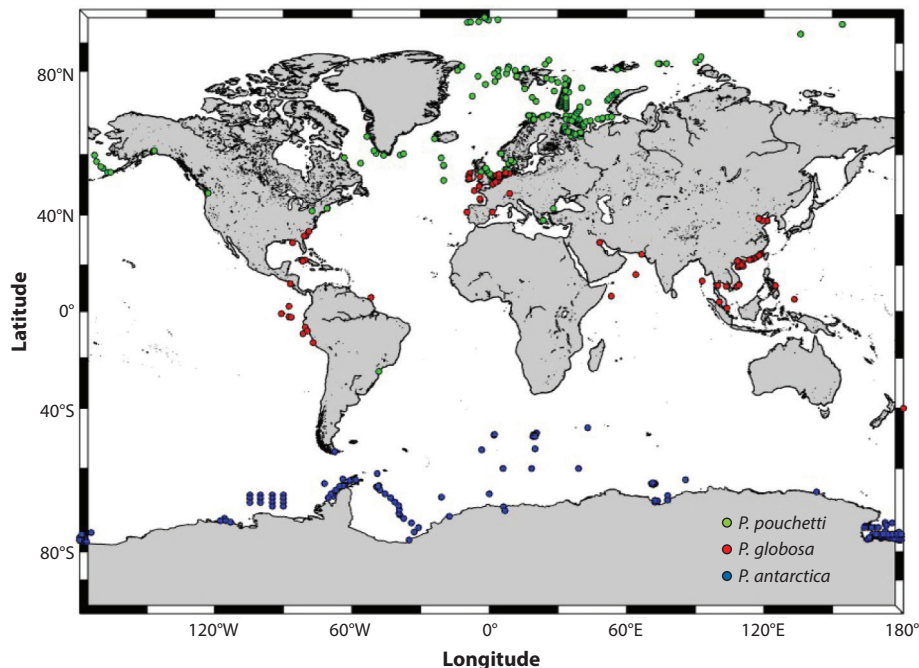 80°N
40°N
0°
40°S
80°S
Latitude
P. pouchetti
P. globosa
P. antarctica
120°W
60°W
0°
60°E
120°E
180°
Longitude